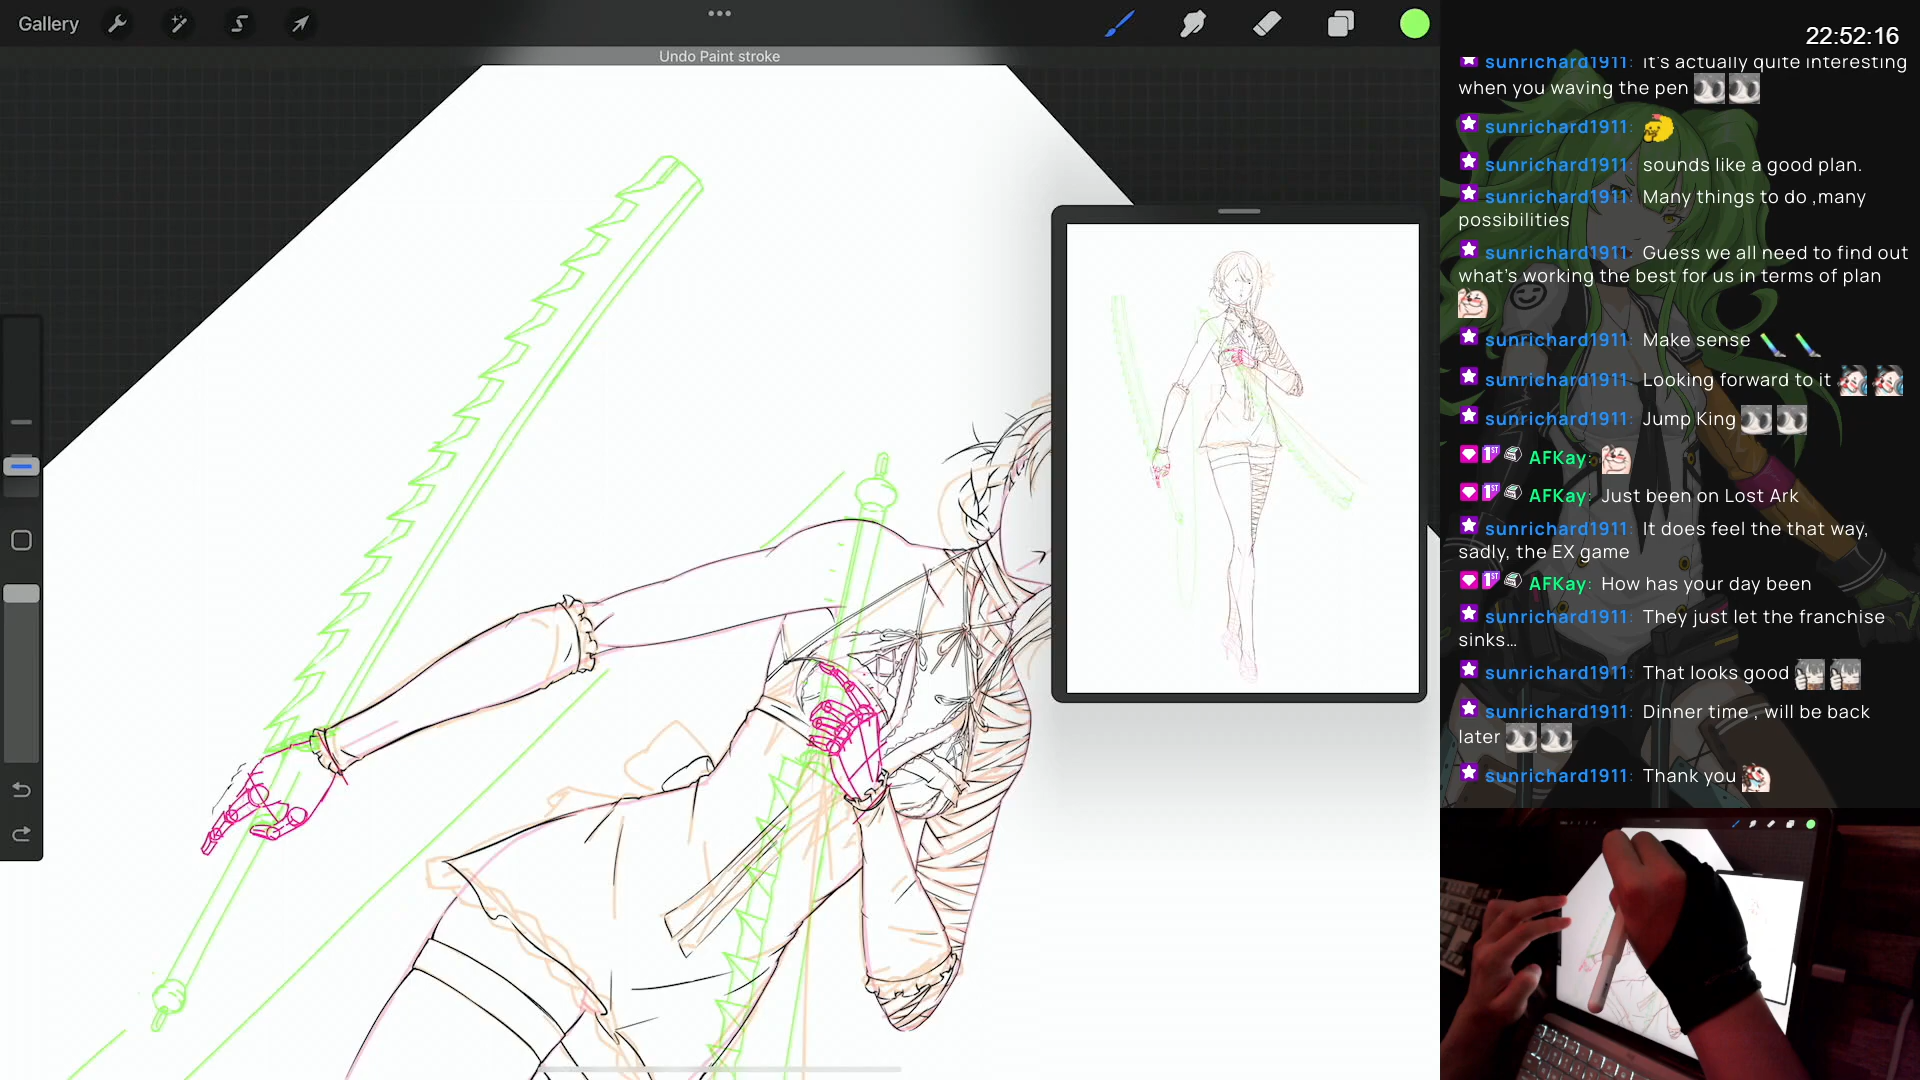 Gallery
Undo Paint stroke
22:52:16
sunrichard1911: it's actually quite interesting
when you waving the pen
sunrichard1911:
sunrichard1911: sounds like a good plan.
sunrichard1911: Many things to do ,many
possibilities
sunrichard1911: Guess we all need to find out
what's working the best for us in terms of plan
sunrichard1911: Make sense
sunrichard1911: Looking forward to it
sunrichard1911: Jump King
1ST AFKay:
1ST AFKay: Just been on Lost Ark
sunrichard1911: It does feel the that way,
sadly, the EX game
1ST AFKay: How has your day been
sunrichard1911: They just let the franchise
sinks...
sunrichard1911: That looks good
sunrichard1911: Dinner time , will be back
later
sunrichard1911: Thank you